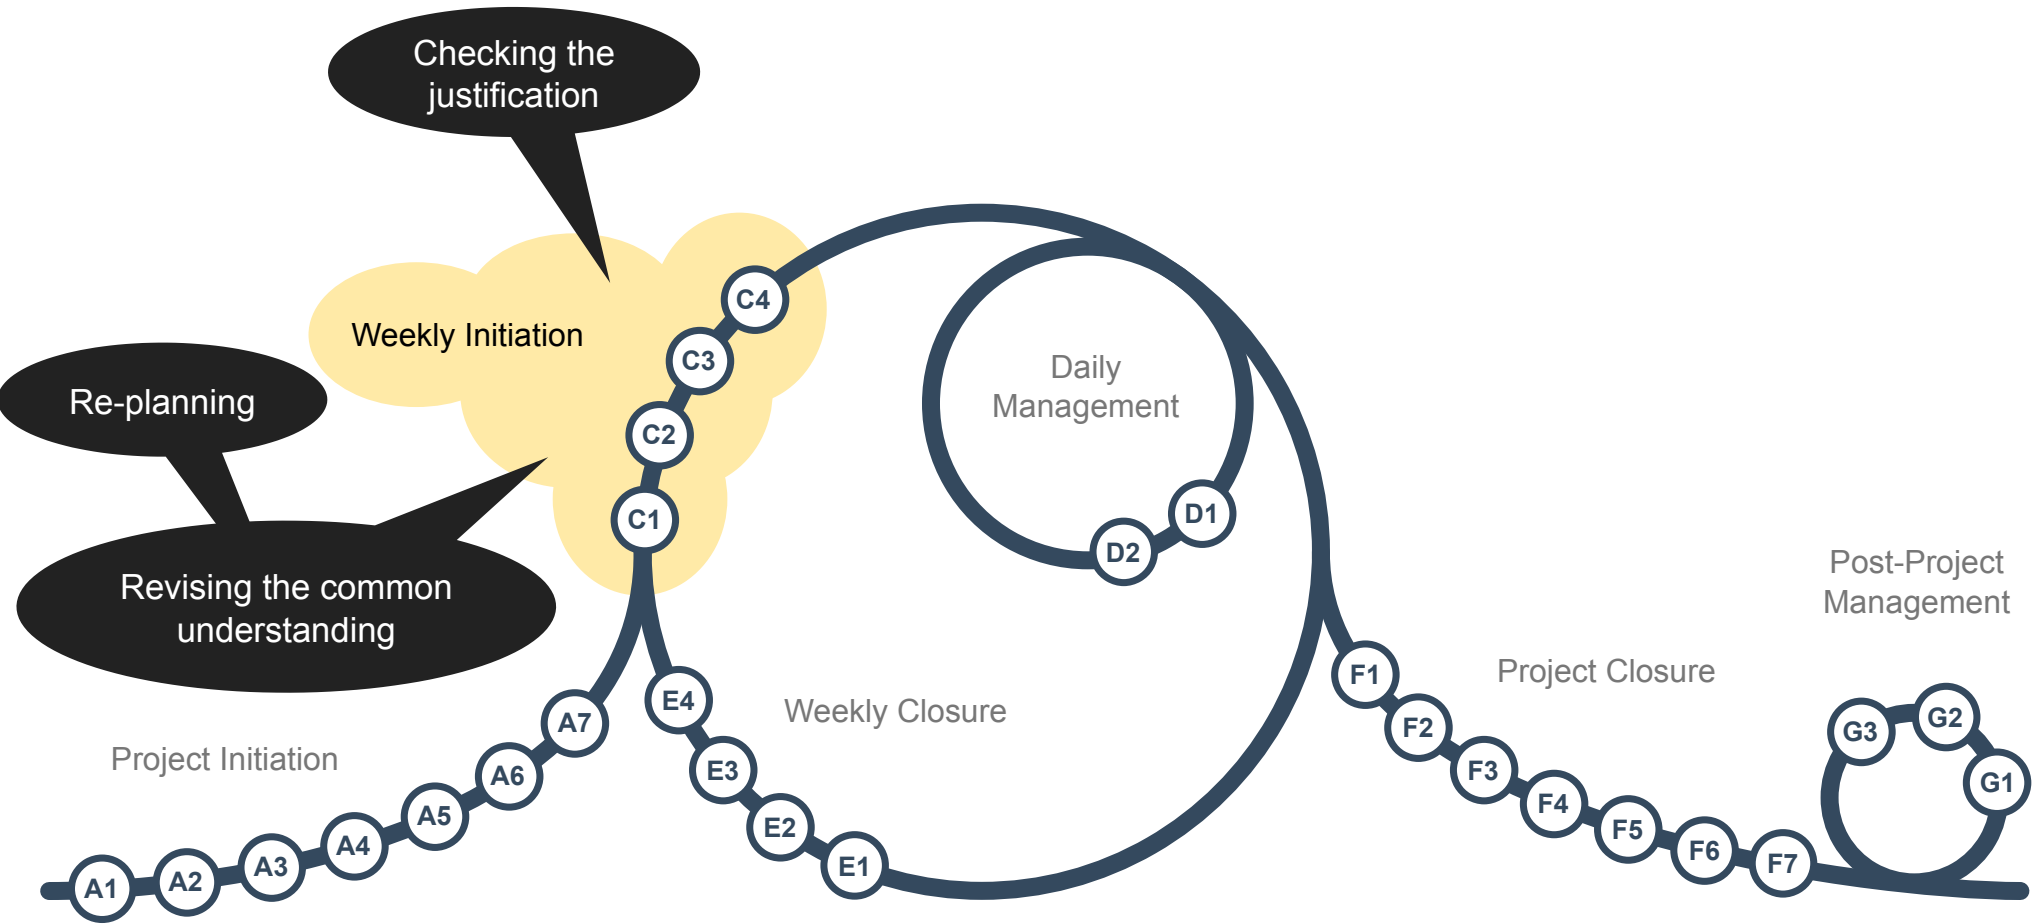 Checking the
justification
Weekly Initiation
Re-planning
Revising the common
understanding
C4
C3
C2
C1
Daily
Management
D1
D2
Project Initiation
A1
A2
A3
A4
A5
A6
A7
Weekly Closure
E4
E3
E2
E1
Project Closure
F1
F2
F3
F4
F5
F6
F7
Post-Project
Management
G3
G2
G1